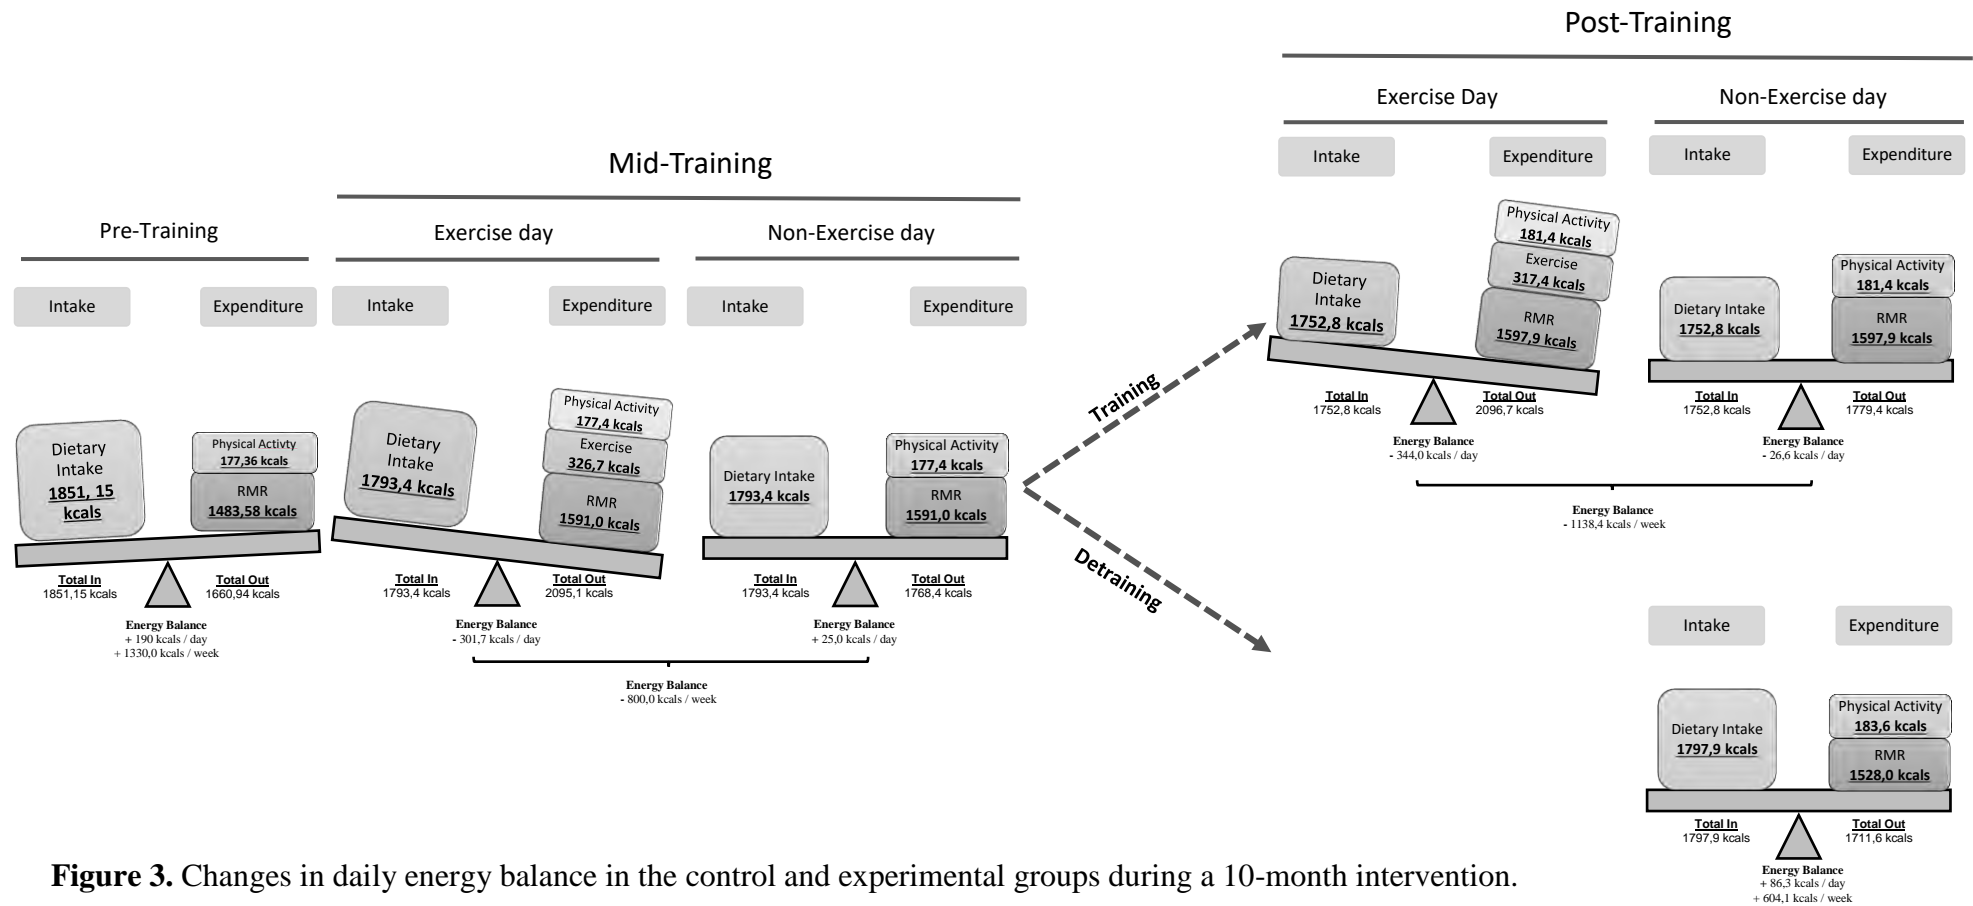 Post-Training
Exercise Day
Non-Exercise day
Intake
Expenditure
Intake
Expenditure
Physical Activity
181,4 kcals
Exercise
317,4 kcals
RMR
1597,9 kcals
Dietary
Intake
1752,8 kcals
Total In
1752,8 kcals
Total Out
2096,7 kcals
Energy Balance
- 344,0 kcals / day
Dietary Intake
1752,8 kcals
Physical Activity
181,4 kcals
RMR
1597,9 kcals
Total In
1752,8 kcals
Total Out
1779,4 kcals
Energy Balance
- 26,6 kcals / day
Energy Balance
- 1138,4 kcals / week
Mid-Training
Pre-Training
Exercise day
Non-Exercise day
Intake
Expenditure
Intake
Expenditure
Intake
Expenditure
Dietary
Intake
1851, 15
kcals
Physical Activty
177,36 kcals
RMR
1483,58 kcals
Total In
1851,15 kcals
Total Out
1660,94 kcals
Energy Balance
+ 190 kcals / day
+ 1330,0 kcals / week
Dietary
Intake
1793,4 kcals
Physical Activity
177,4 kcals
Exercise
326,7 kcals
RMR
1591,0 kcals
Total In
1793,4 kcals
Total Out
2095,1 kcals
Energy Balance
- 301,7 kcals / day
Dietary Intake
1793,4 kcals
Physical Activity
177,4 kcals
RMR
1591,0 kcals
Total In
1793,4 kcals
Total Out
1768,4 kcals
Energy Balance
+ 25,0 kcals / day
Energy Balance
- 800,0 kcals / week
Training
Detraining
Intake
Expenditure
Dietary Intake
1797,9 kcals
Physical Activity
183,6 kcals
RMR
1528,0 kcals
Total In
1797,9 kcals
Total Out
1711,6 kcals
Energy Balance
+ 86,3 kcals / day
+ 604,1 kcals / week
Figure 3. Changes in daily energy balance in the control and experimental groups during a 10-month intervention.